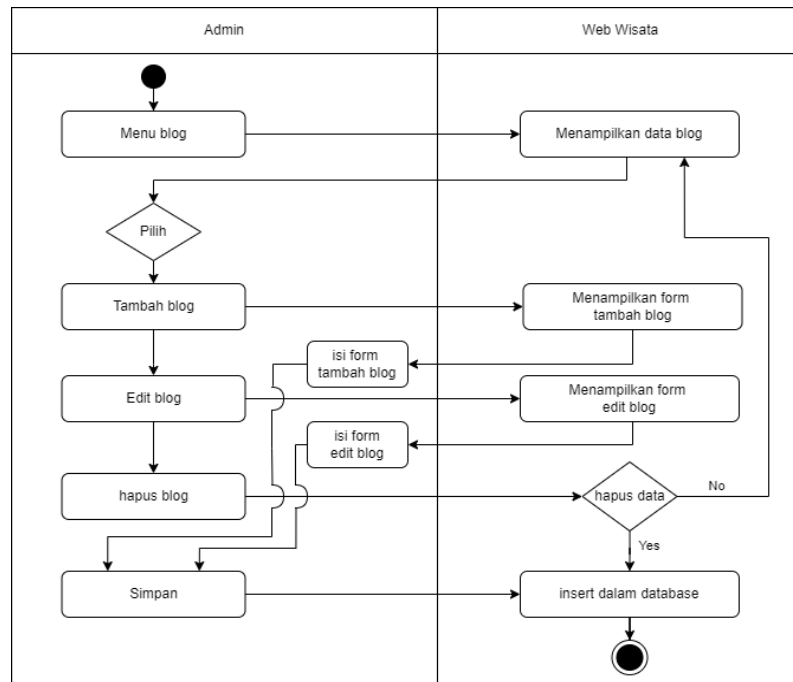 Admin
Web Wisata
Menu blog
Menampilkan data blog
Pilih
Tambah blog
Menampilkan form
tambah blog
isi form
tambah blog
Edit blog
Menampilkan form
edit blog
isi form
edit blog
hapus blog
hapus data
No
Yes
Simpan
insert dalam database